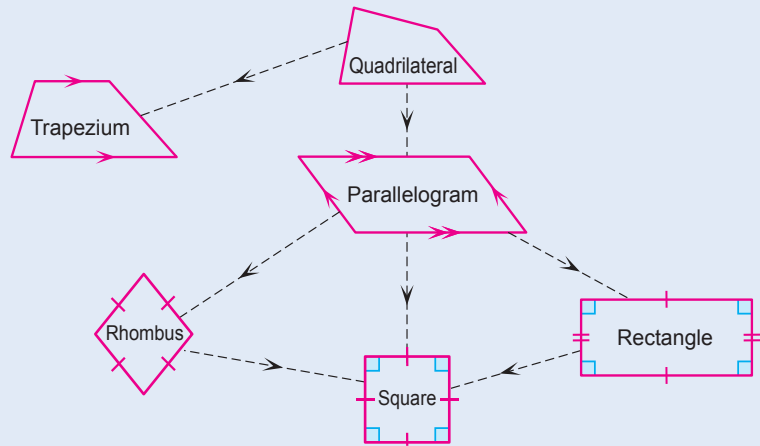 Quadrilateral
Trapezium
Parallelogram
Rhombus
Rectangle
Square